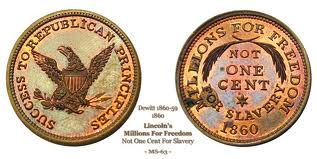 SUCCESS TO REPUBLICAN PRINCIPLES
MILLIONS FOR FREEDOM
NOT
ONE
CENT
FOR SLAVERY
1860
Dewitt 1860-59
1860
Lincoln's
Millions For Freedom
Not One Cent For Slavery
~ MS-63 ~